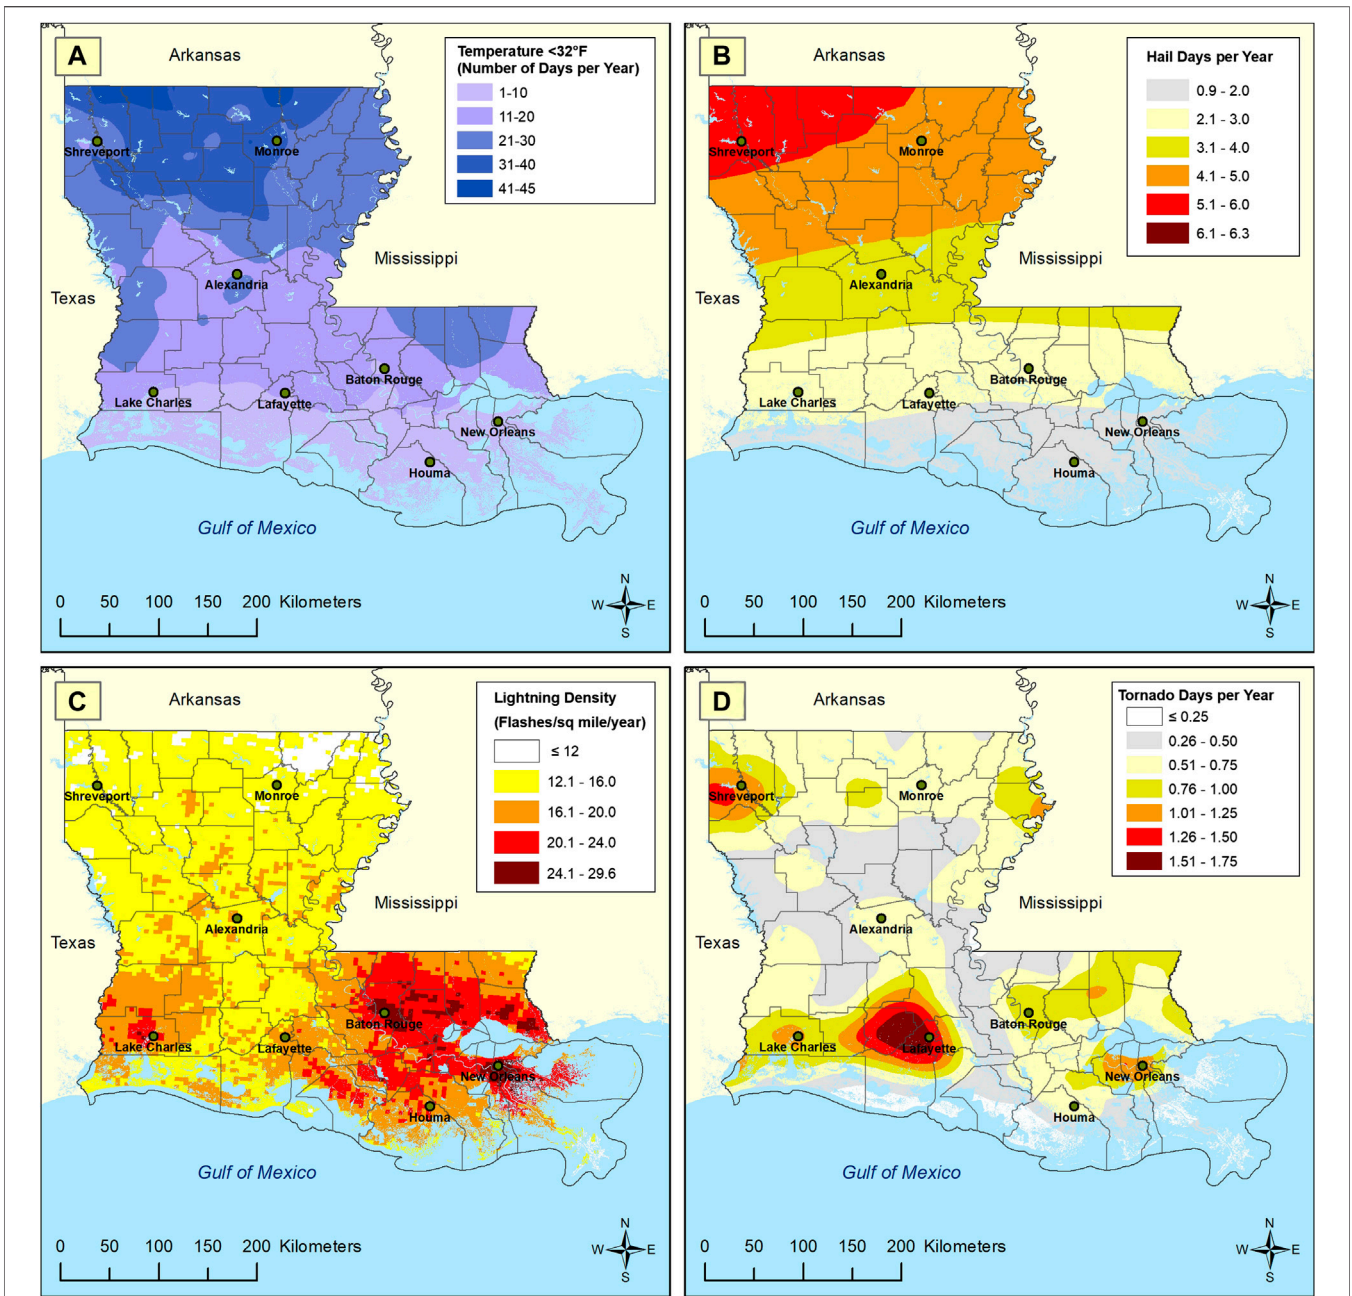 A
Arkansas
Temperature <32°F
(Number of Days per Year)
1-10
11-20
21-30
31-40
41-45
Shreveport
Monroe
Mississippi
Texas
Alexandria
Baton Rouge
Lake Charles
Lafayette
New Orleans
Houma
Gulf of Mexico
0 50 100 150 200 Kilometers
N
W E
S
B
Arkansas
Hail Days per Year
0.9 - 2.0
2.1 - 3.0
3.1 - 4.0
4.1 - 5.0
5.1 - 6.0
6.1 - 6.3
Shreveport
Monroe
Mississippi
Texas
Alexandria
Baton Rouge
Lake Charles
Lafayette
New Orleans
Houma
Gulf of Mexico
0 50 100 150 200 Kilometers
N
W E
S
C
Arkansas
Lightning Density
(Flashes/sq mile/year)
≤ 12
12.1 - 16.0
16.1 - 20.0
20.1 - 24.0
24.1 - 29.6
Shreveport
Monroe
Mississippi
Texas
Alexandria
Baton Rouge
Lake Charles
Lafayette
New Orleans
Houma
Gulf of Mexico
0 50 100 150 200 Kilometers
N
W E
S
D
Arkansas
Tornado Days per Year
≤ 0.25
0.26 - 0.50
0.51 - 0.75
0.76 - 1.00
1.01 - 1.25
1.26 - 1.50
1.51 - 1.75
Shreveport
Monroe
Mississippi
Texas
Alexandria
Baton Rouge
Lake Charles
Lafayette
New Orleans
Houma
Gulf of Mexico
0 50 100 150 200 Kilometers
N
W E
S